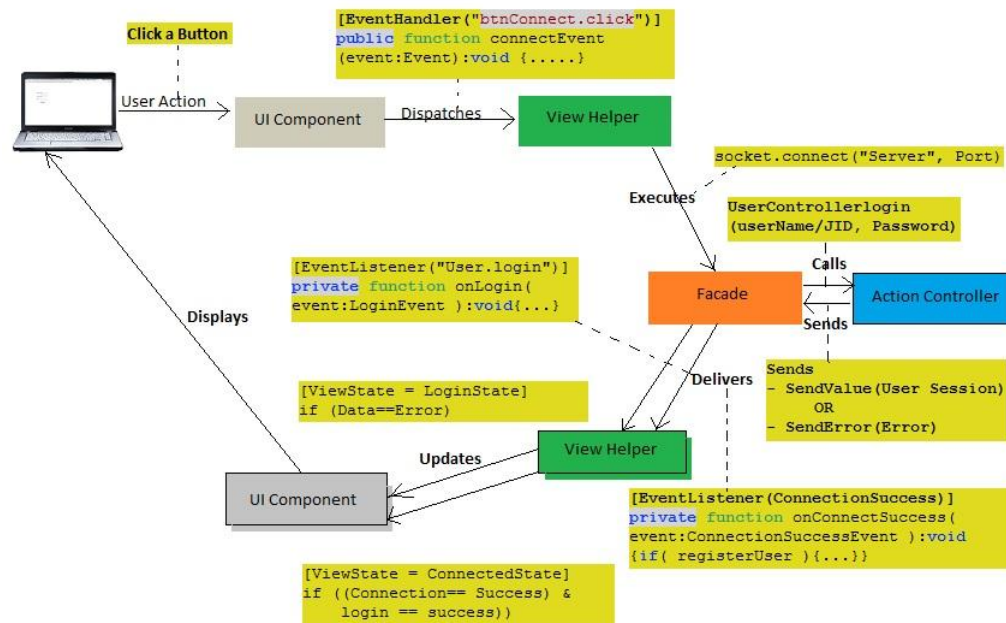 Click a Button
[EventHandler("btnConnect.click")]
public function connectEvent
(event:Event):void {.....}
User Action
UI Component
Dispatches
View Helper
socket.connect("Server", Port)
Executes
UserControllerlogin
(userName/JID, Password)
Calls
[EventListener("User.login")]
private function onLogin(
event:LoginEvent ):void{...}
Facade
Action Controller
Displays
Sends
Delivers
Sends
- SendValue(User Session)
OR
- SendError(Error)
[ViewState = LoginState]
if (Data==Error)
View Helper
Updates
UI Component
[EventListener(ConnectionSuccess)]
private function onConnectSuccess(
event:ConnectionSuccessEvent ):void
{if( registerUser ){...}}
[ViewState = ConnectedState]
if ((Connection== Success) &
login == success))